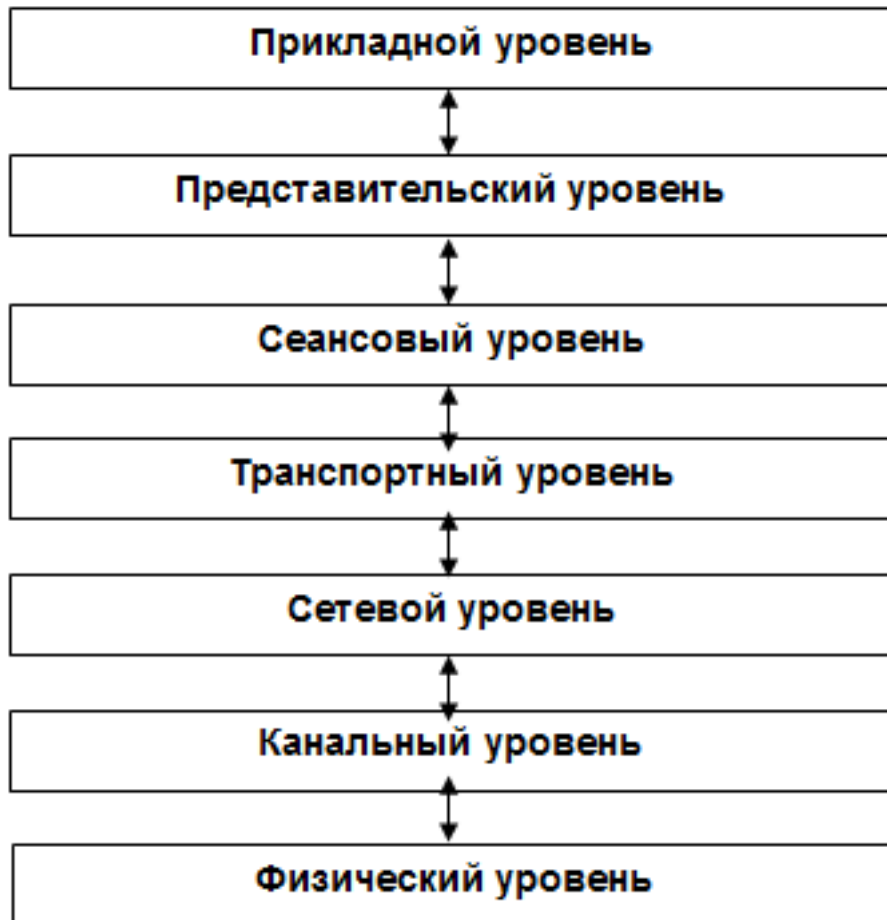 Прикладной уровень
Представительский уровень
Сеансовый уровень
Транспортный уровень
Сетевой уровень
Канальный уровень
Физический уровень